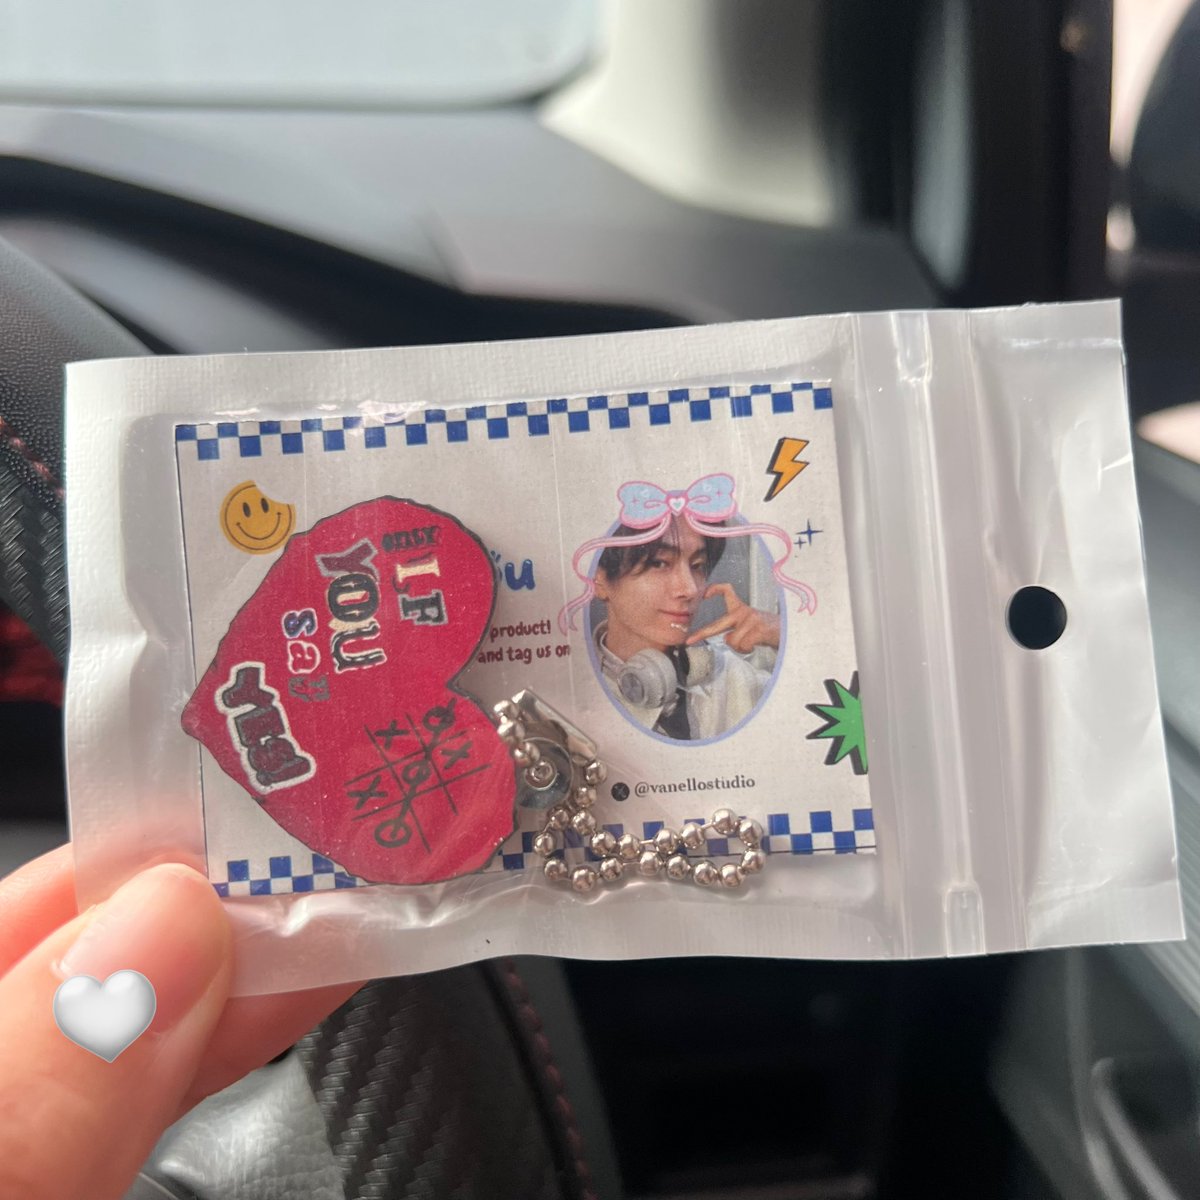 only
IF
YOU
say
YES!
u
product!
and tag us on
@vanellostudio
X O
X O X
O